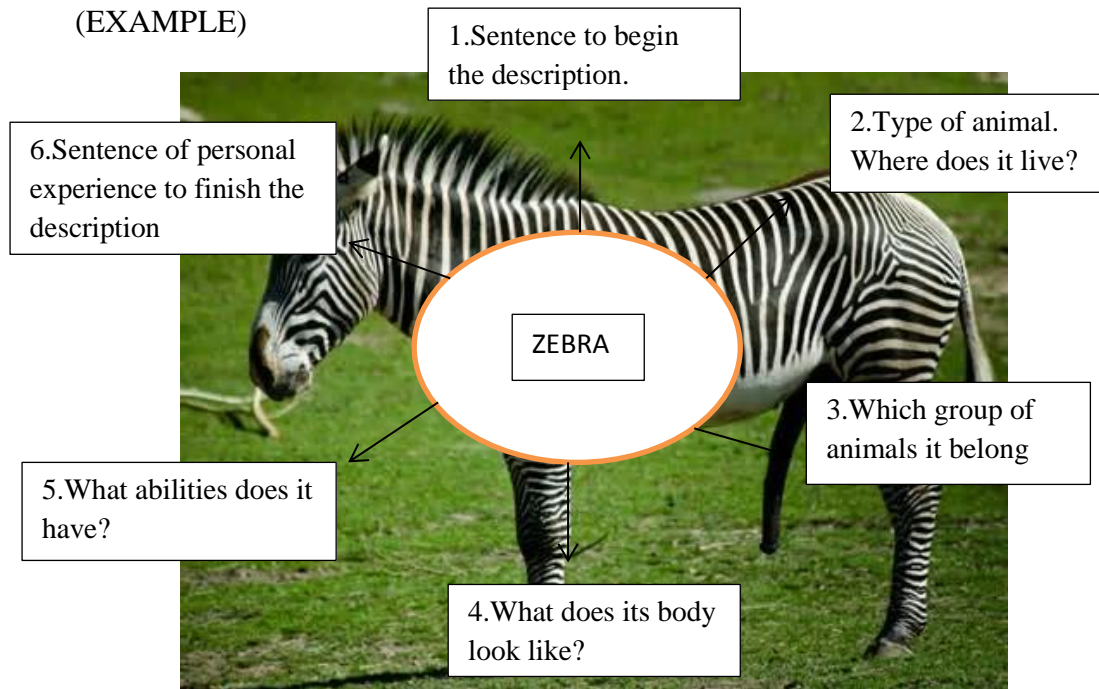 (EXAMPLE)
1.Sentence to begin
the description.
2.Type of animal.
Where does it live?
6.Sentence of personal
experience to finish the
description
ZEBRA
3.Which group of
animals it belong
5.What abilities does it
have?
4.What does its body
look like?